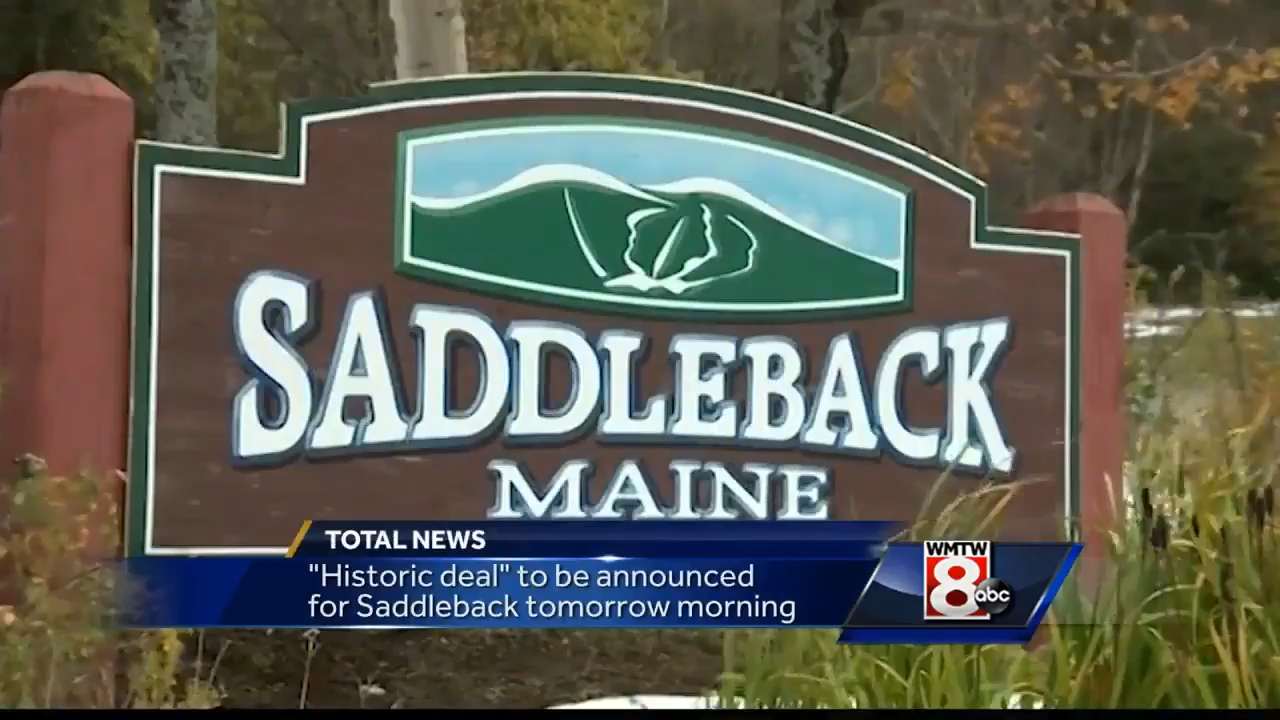 SADDLEBACK
MAINE
TOTAL NEWS
"Historic deal" to be announced
for Saddleback tomorrow morning
WMTW
8
abc